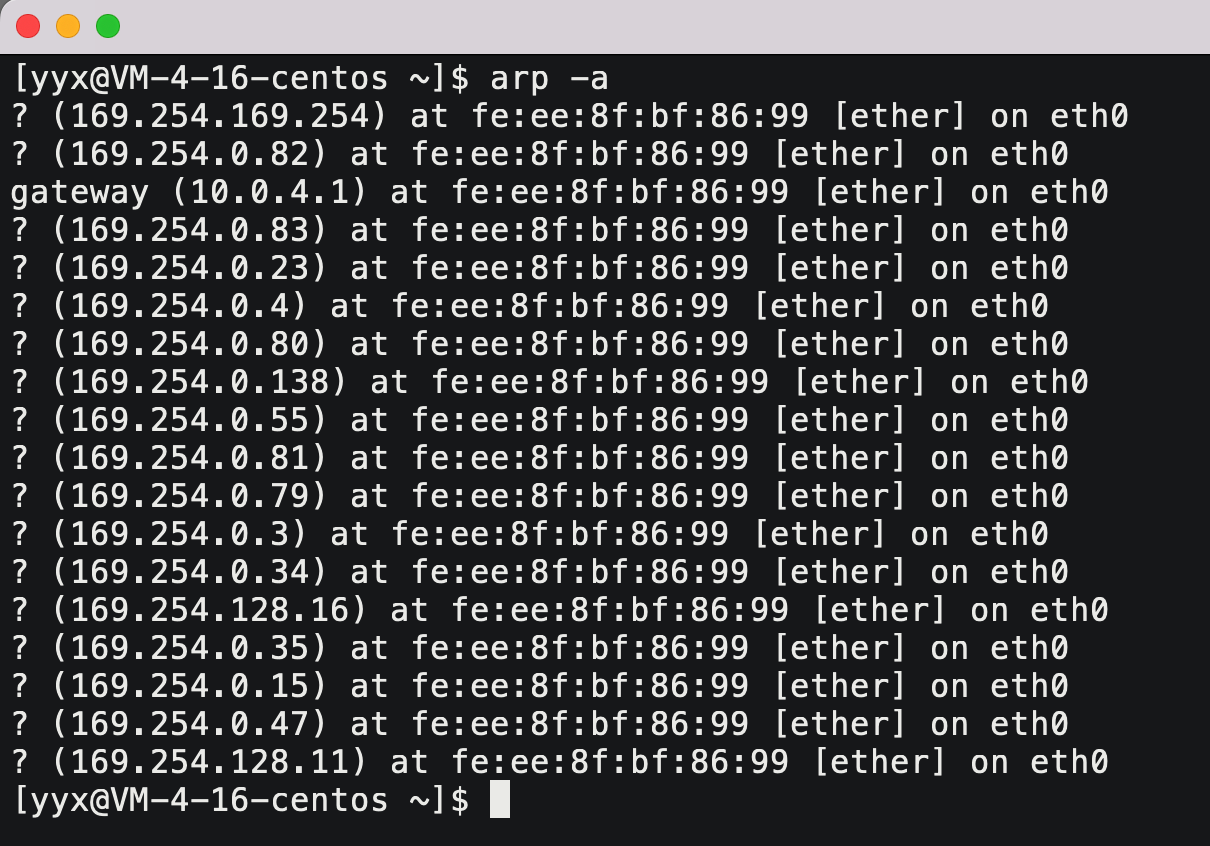 [yyx@VM-4-16-centos ~]$ arp -a
? (169.254.169.254) at fe:ee:8f:bf:86:99 [ether] on eth0
? (169.254.0.82) at fe:ee:8f:bf:86:99 [ether] on eth0
gateway (10.0.4.1) at fe:ee:8f:bf:86:99 [ether] on eth0
? (169.254.0.83) at fe:ee:8f:bf:86:99 [ether] on eth0
? (169.254.0.23) at fe:ee:8f:bf:86:99 [ether] on eth0
? (169.254.0.4) at fe:ee:8f:bf:86:99 [ether] on eth0
? (169.254.0.80) at fe:ee:8f:bf:86:99 [ether] on eth0
? (169.254.0.138) at fe:ee:8f:bf:86:99 [ether] on eth0
? (169.254.0.55) at fe:ee:8f:bf:86:99 [ether] on eth0
? (169.254.0.81) at fe:ee:8f:bf:86:99 [ether] on eth0
? (169.254.0.79) at fe:ee:8f:bf:86:99 [ether] on eth0
? (169.254.0.3) at fe:ee:8f:bf:86:99 [ether] on eth0
? (169.254.0.34) at fe:ee:8f:bf:86:99 [ether] on eth0
? (169.254.128.16) at fe:ee:8f:bf:86:99 [ether] on eth0
? (169.254.0.35) at fe:ee:8f:bf:86:99 [ether] on eth0
? (169.254.0.15) at fe:ee:8f:bf:86:99 [ether] on eth0
? (169.254.0.47) at fe:ee:8f:bf:86:99 [ether] on eth0
? (169.254.128.11) at fe:ee:8f:bf:86:99 [ether] on eth0
[yyx@VM-4-16-centos ~]$